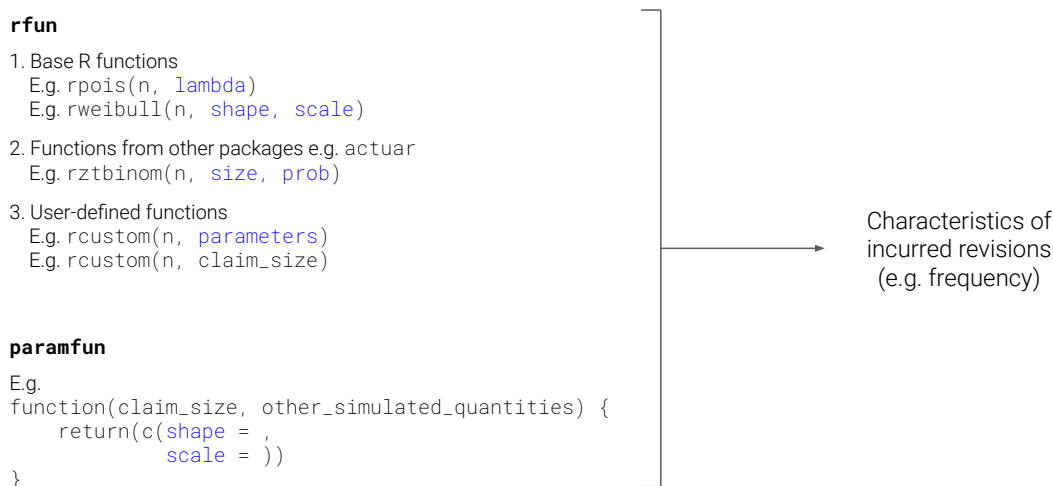 rfun
1. Base R functions
E.g. rpois(n, lambda)
E.g. rweibull(n, shape, scale)
2. Functions from other packages e.g. actuar
E.g. rztbinom(n, size, prob)
3. User-defined functions
E.g. rcustom(n, parameters)
E.g. rcustom(n, claim_size)
paramfun
E.g.
function(claim_size, other_simulated_quantities) {
    return(c(shape = ,
             scale = ))
}
Characteristics of
incurred revisions
(e.g. frequency)